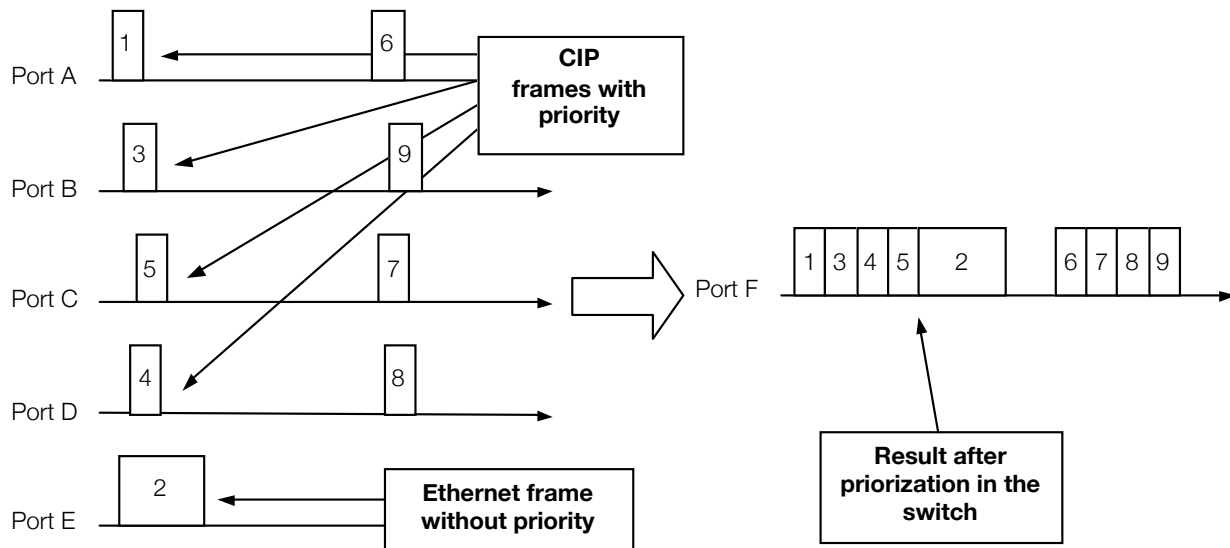 1
6
Port A
CIP
frames with
priority
3
9
Port B
5
7
Port C
Port F
1 3 4 5 2 6 7 8 9
4
8
Port D
Result after
priorization in the
switch
2
Port E
Ethernet frame
without priority